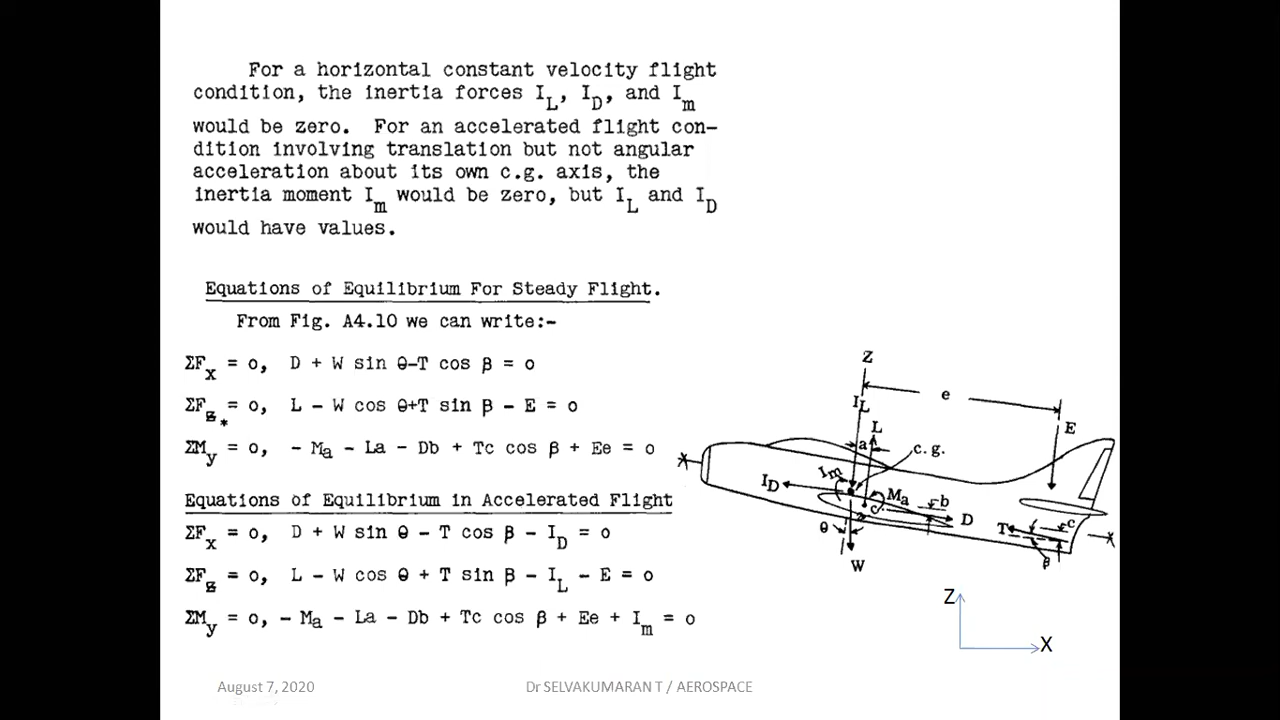 For a horizontal constant velocity flight
condition, the inertia forces I_L, I_D, and I_m
would be zero. For an accelerated flight con-
dition involving translation but not angular
acceleration about its own c.g. axis, the
inertia moment I_m would be zero, but I_L and I_D
would have values.
Equations of Equilibrium For Steady Flight.
From Fig. A4.10 we can write:-
ΣF_x = o, D + W sin θ-T cos β = o
ΣF_z* = o, L - W cos θ+T sin β - E = o
ΣM_y = o, - Ma - La - Db + Tc cos β + Ee = o
Equations of Equilibrium in Accelerated Flight
ΣF_x = o, D + W sin θ - T cos β - I_D = o
ΣF_z = o, L - W cos θ + T sin β - I_L - E = o
ΣM_y = o, - Ma - La - Db + Tc cos β + Ee + I_m = o
Z
e
I_L
L
E
a
c.g.
X
I_m
I_D
Ma
b
c.
D
T
c
θ
X
W
β
Z
X
August 7, 2020
Dr SELVAKUMARAN T / AEROSPACE